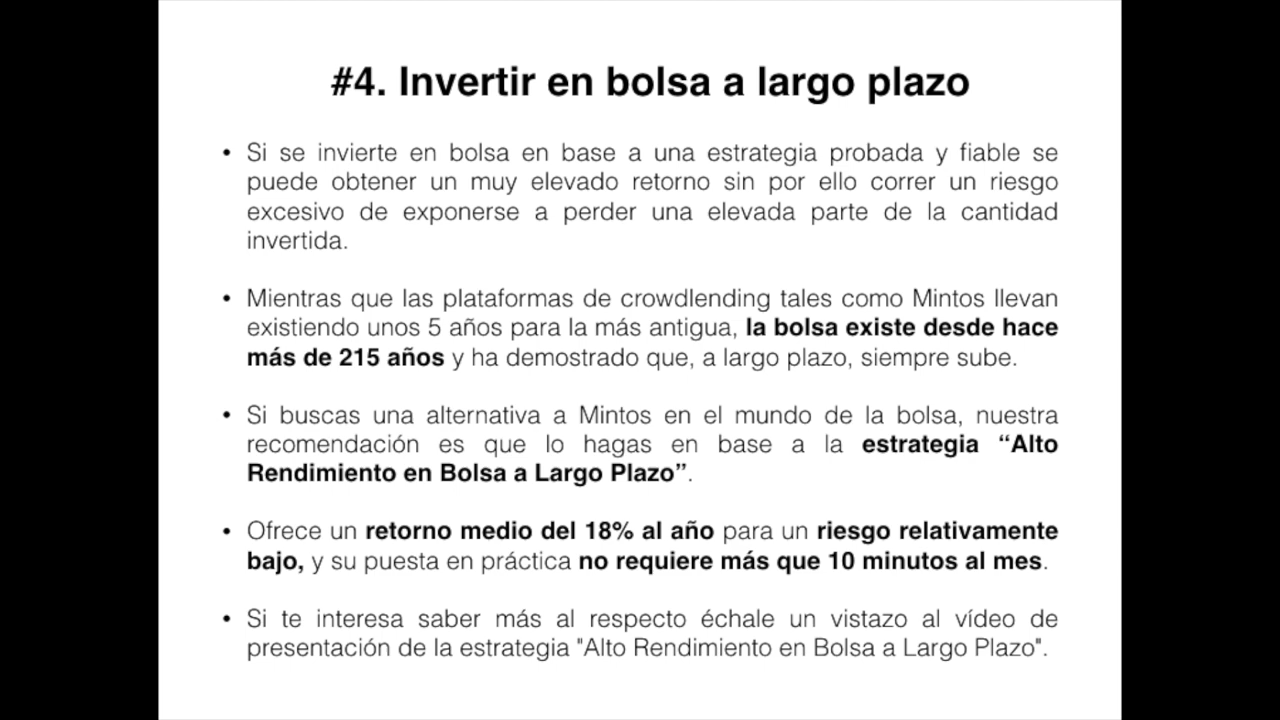 #4. Invertir en bolsa a largo plazo
• Si se invierte en bolsa en base a una estrategia probada y fiable se
puede obtener un muy elevado retorno sin por ello correr un riesgo
excesivo de exponerse a perder una elevada parte de la cantidad
invertida.
• Mientras que las plataformas de crowdlending tales como Mintos llevan
existiendo unos 5 años para la más antigua, la bolsa existe desde hace
más de 215 años y ha demostrado que, a largo plazo, siempre sube.
• Si buscas una alternativa a Mintos en el mundo de la bolsa, nuestra
recomendación es que lo hagas en base a la estrategia “Alto
Rendimiento en Bolsa a Largo Plazo”.
• Ofrece un retorno medio del 18% al año para un riesgo relativamente
bajo, y su puesta en práctica no requiere más que 10 minutos al mes.
• Si te interesa saber más al respecto échale un vistazo al vídeo de
presentación de la estrategia "Alto Rendimiento en Bolsa a Largo Plazo".